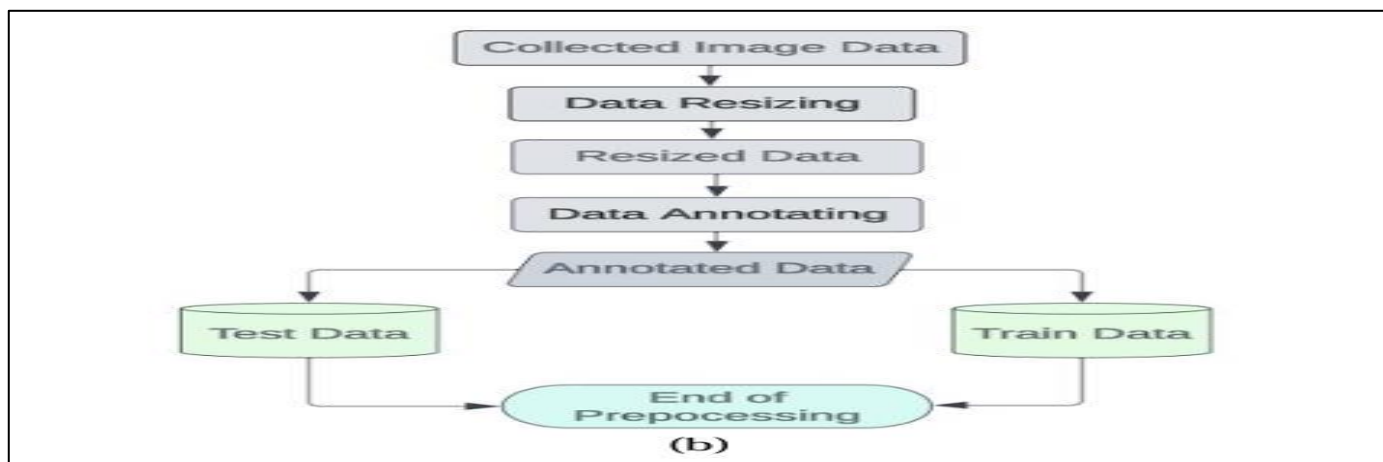 Collected Image Data
Data Resizing
Resized Data
Data Annotating
Annotated Data
Test Data
Train Data
End of
Prepocessing
(b)